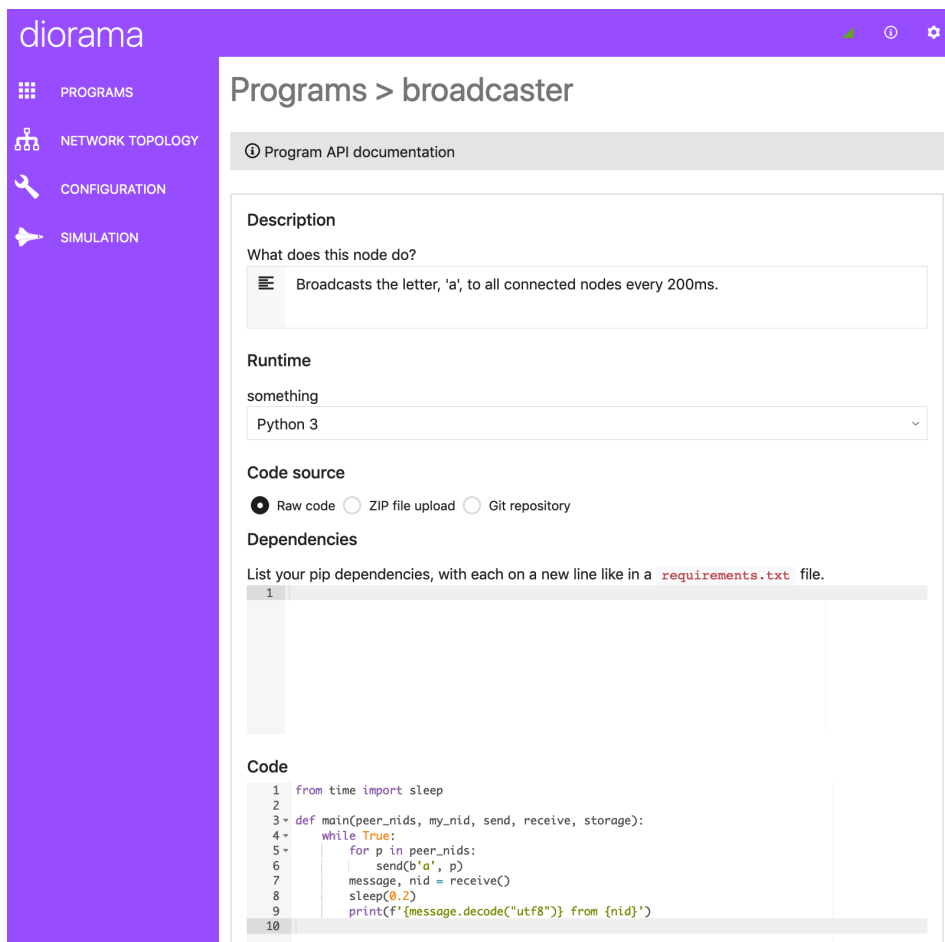 diorama
PROGRAMS
NETWORK TOPOLOGY
CONFIGURATION
SIMULATION
Programs > broadcaster
Program API documentation
Description
What does this node do?
Broadcasts the letter, 'a', to all connected nodes every 200ms.
Runtime
something
Python 3
Code source
Raw code ZIP file upload Git repository
Dependencies
List your pip dependencies, with each on a new line like in a requirements.txt file.
1
Code
1 from time import sleep
2
3 def main(peer_nids, my_nid, send, receive, storage):
4     while True:
5         for p in peer_nids:
6             send(b'a', p)
7         message, nid = receive()
8         sleep(0.2)
9         print(f'{message.decode("utf8")} from {nid}')
10